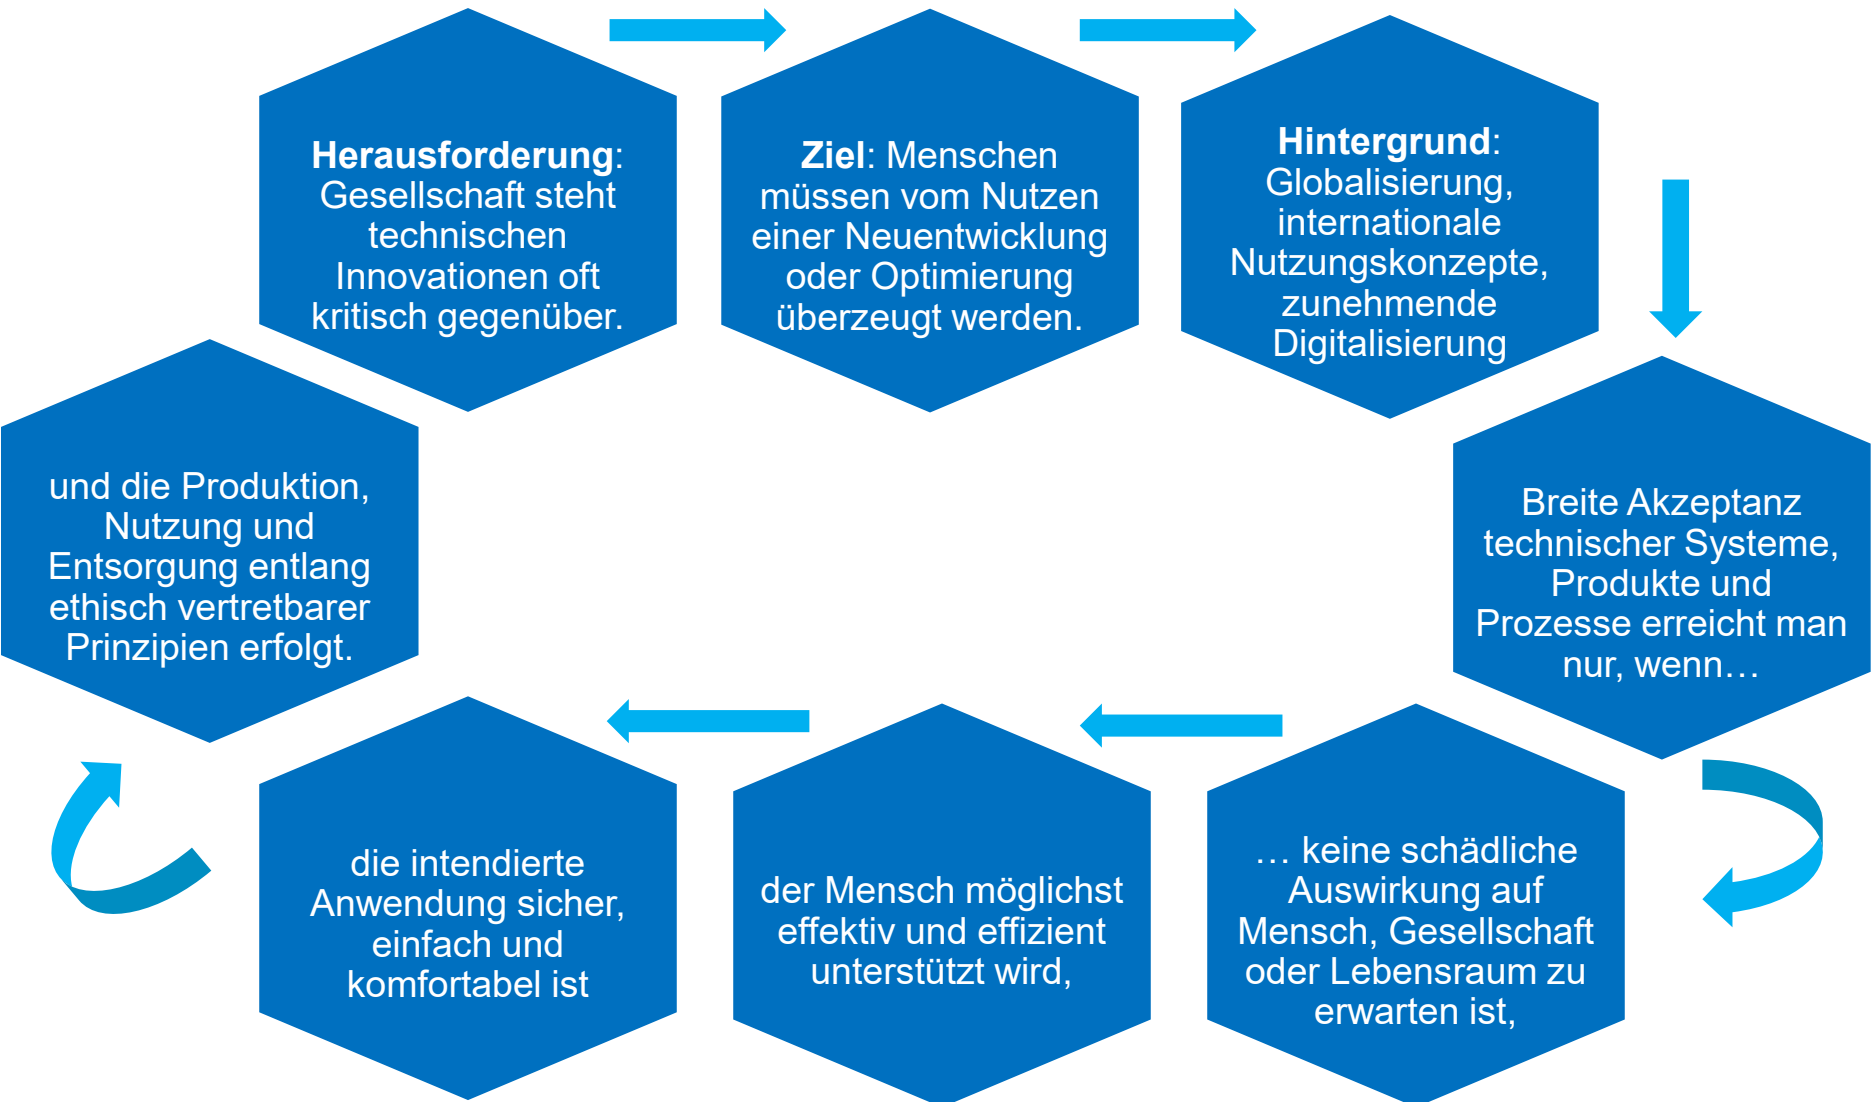 Herausforderung:
Gesellschaft steht
technischen
Innovationen oft
kritisch gegenüber.
Ziel: Menschen
müssen vom Nutzen
einer Neuentwicklung
oder Optimierung
überzeugt werden.
Hintergrund:
Globalisierung,
internationale
Nutzungskonzepte,
zunehmende
Digitalisierung
Breite Akzeptanz
technischer Systeme,
Produkte und
Prozesse erreicht man
nur, wenn…
… keine schädliche
Auswirkung auf
Mensch, Gesellschaft
oder Lebensraum zu
erwarten ist,
der Mensch möglichst
effektiv und effizient
unterstützt wird,
die intendierte
Anwendung sicher,
einfach und
komfortabel ist
und die Produktion,
Nutzung und
Entsorgung entlang
ethisch vertretbarer
Prinzipien erfolgt.